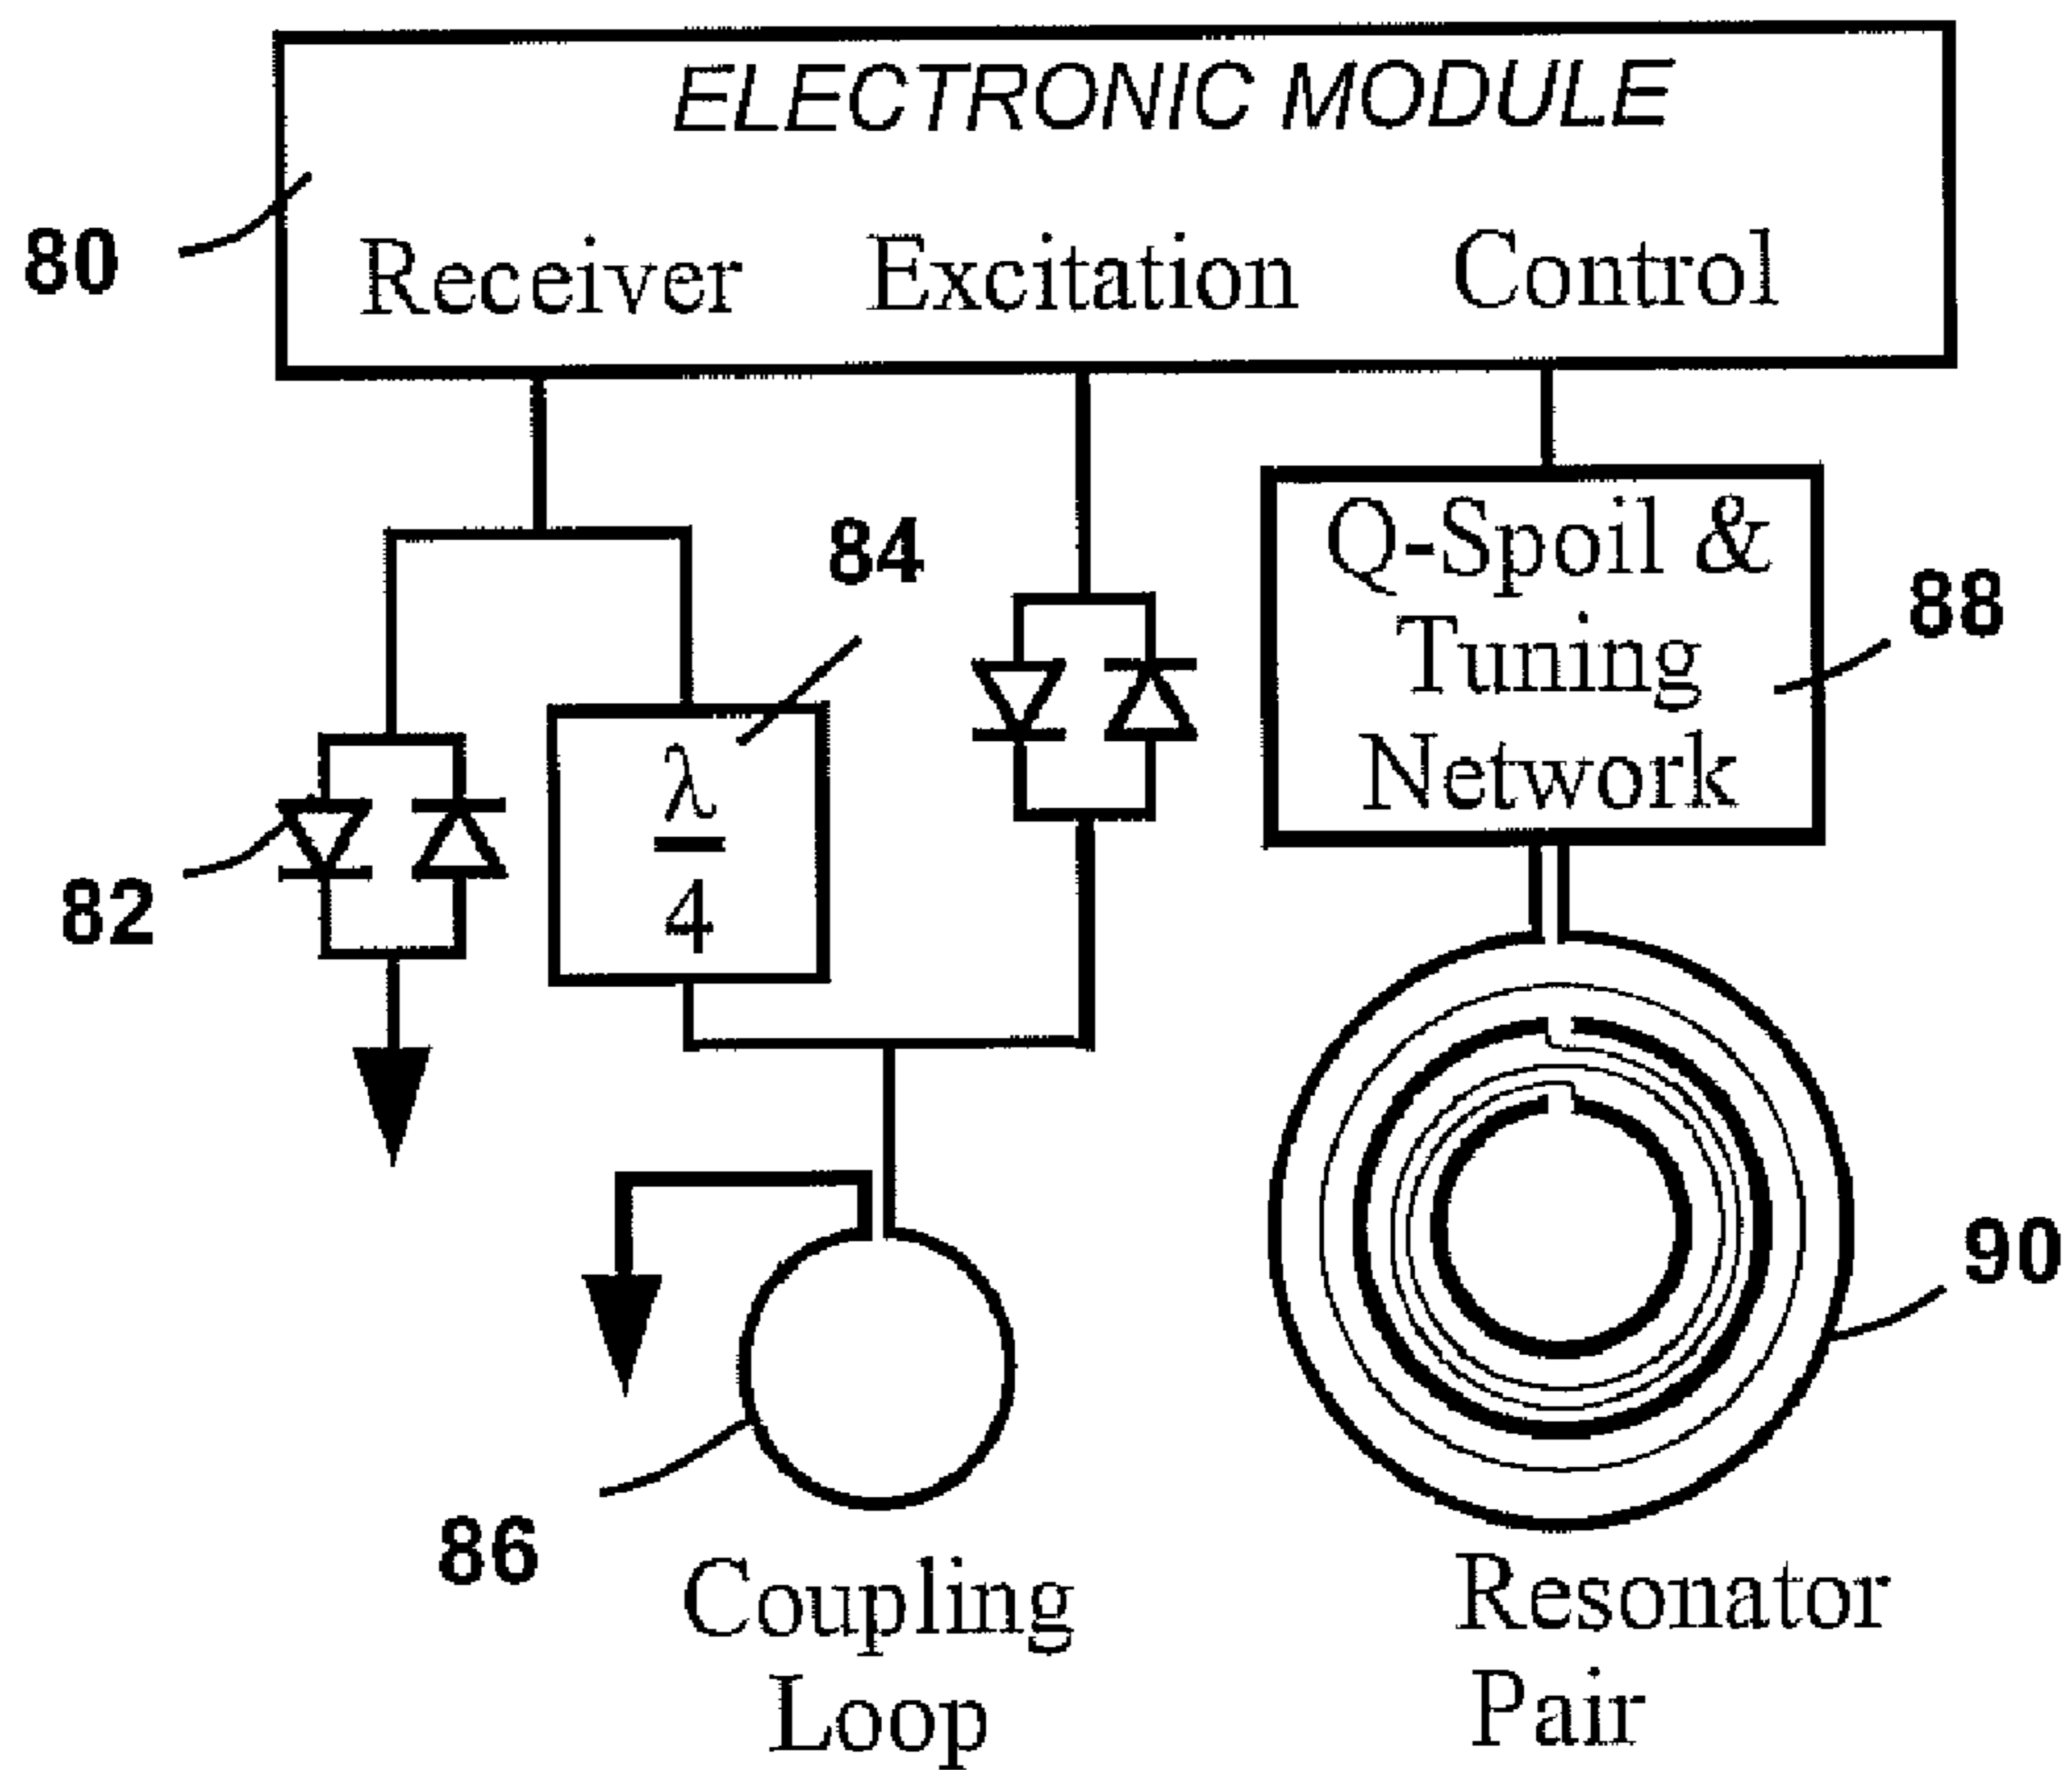 ELECTRONIC MODULE
80
Receiver Excitation Control
84
Q-Spoil &
Tuning
Network
88
λ
4
82
90
86
Coupling
Loop
Resonator
Pair